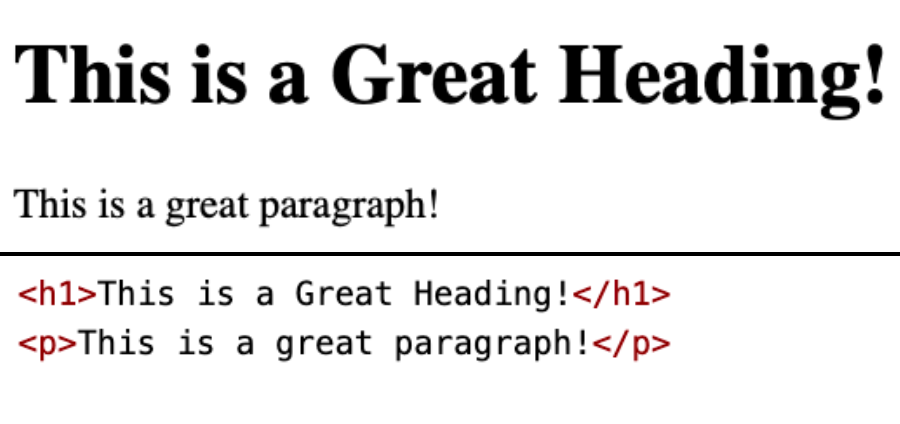 This is a Great Heading!
This is a great paragraph!
<h1>This is a Great Heading!</h1>
<p>This is a great paragraph!</p>